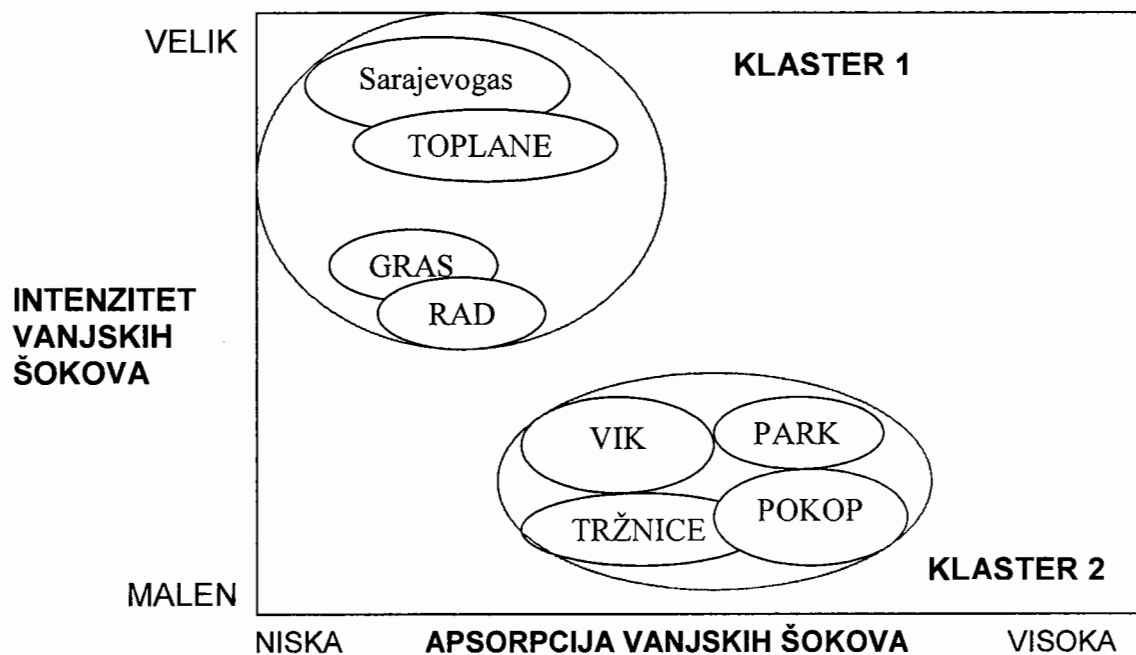 VELIK
KLASTER 1
Sarajevogas
TOPLANE
GRAS
RAD
INTENZITET
VANJSKIH
ŠOKOVA
VIK
PARK
TRŽNICE
POKOP
KLASTER 2
MALEN
NISKA APSORPCIJA VANJSKIH ŠOKOVA VISOKA